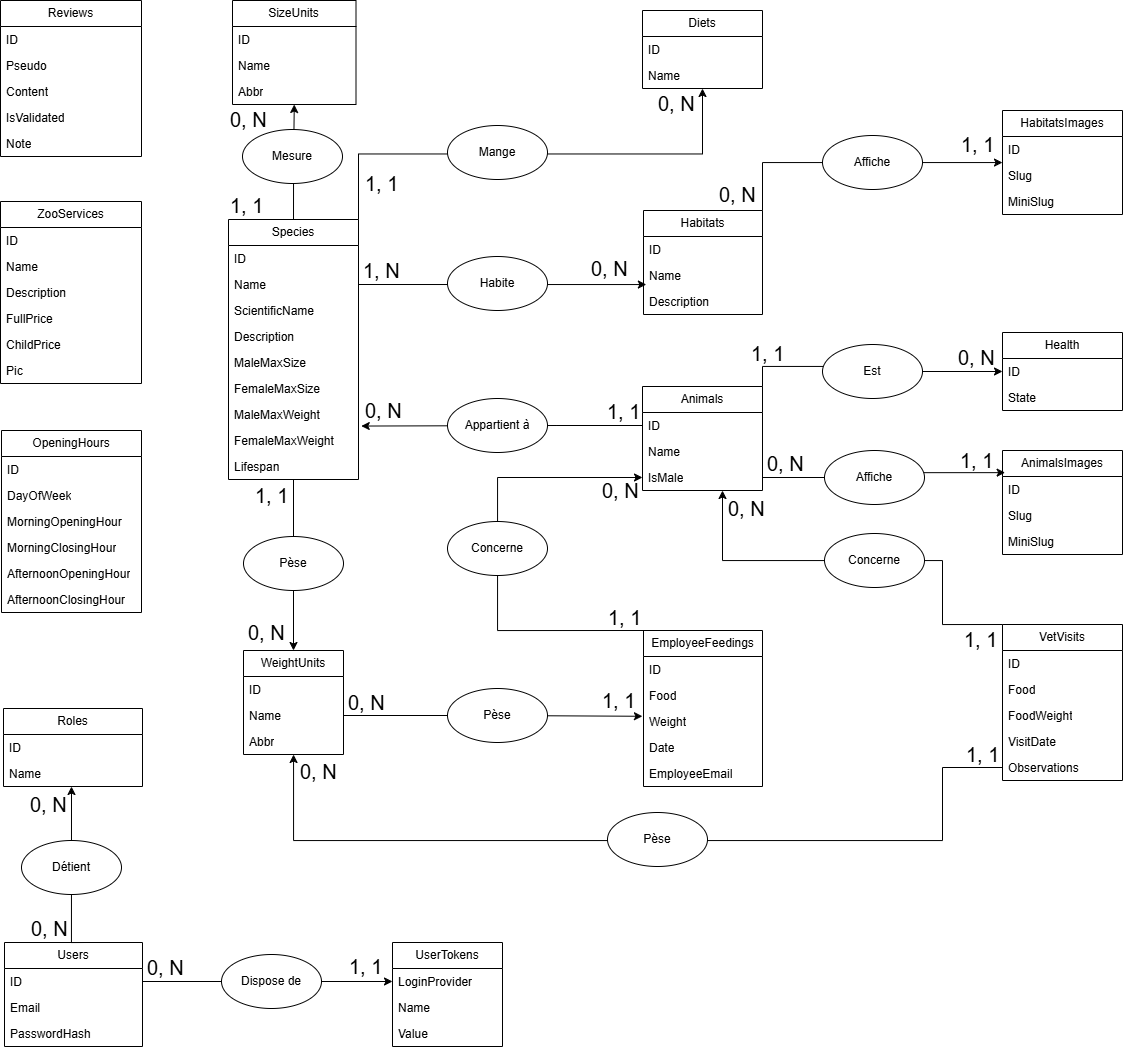 Reviews
ID
Pseudo
Content
IsValidated
Note
SizeUnits
ID
Name
Abbr
0, N
Mesure
1, 1
Diets
ID
Name
0, N
Mange
1, 1
HabitatsImages
ID
Slug
MiniSlug
1, 1
Affiche
0, N
ZooServices
ID
Name
Description
FullPrice
ChildPrice
Pic
Species
ID
Name
ScientificName
Description
MaleMaxSize
FemaleMaxSize
MaleMaxWeight
FemaleMaxWeight
Lifespan
1, N
Habite
0, N
Habitats
ID
Name
Description
0, N
Appartient à
1, 1
Animals
ID
Name
IsMale
1, 1
Est
0, N
Health
ID
State
0, N
Affiche
1, 1
AnimalsImages
ID
Slug
MiniSlug
OpeningHours
ID
DayOfWeek
MorningOpeningHour
MorningClosingHour
AfternoonOpeningHour
AfternoonClosingHour
1, 1
Pèse
0, N
0, N
Concerne
1, 1
0, N
Concerne
1, 1
WeightUnits
ID
Name
Abbr
0, N
Pèse
1, 1
EmployeeFeedings
ID
Food
Weight
Date
EmployeeEmail
VetVisits
ID
Food
FoodWeight
VisitDate
Observations
0, N
Pèse
1, 1
Roles
ID
Name
0, N
Détient
0, N
Users
ID
Email
PasswordHash
0, N
Dispose de
1, 1
UserTokens
LoginProvider
Name
Value